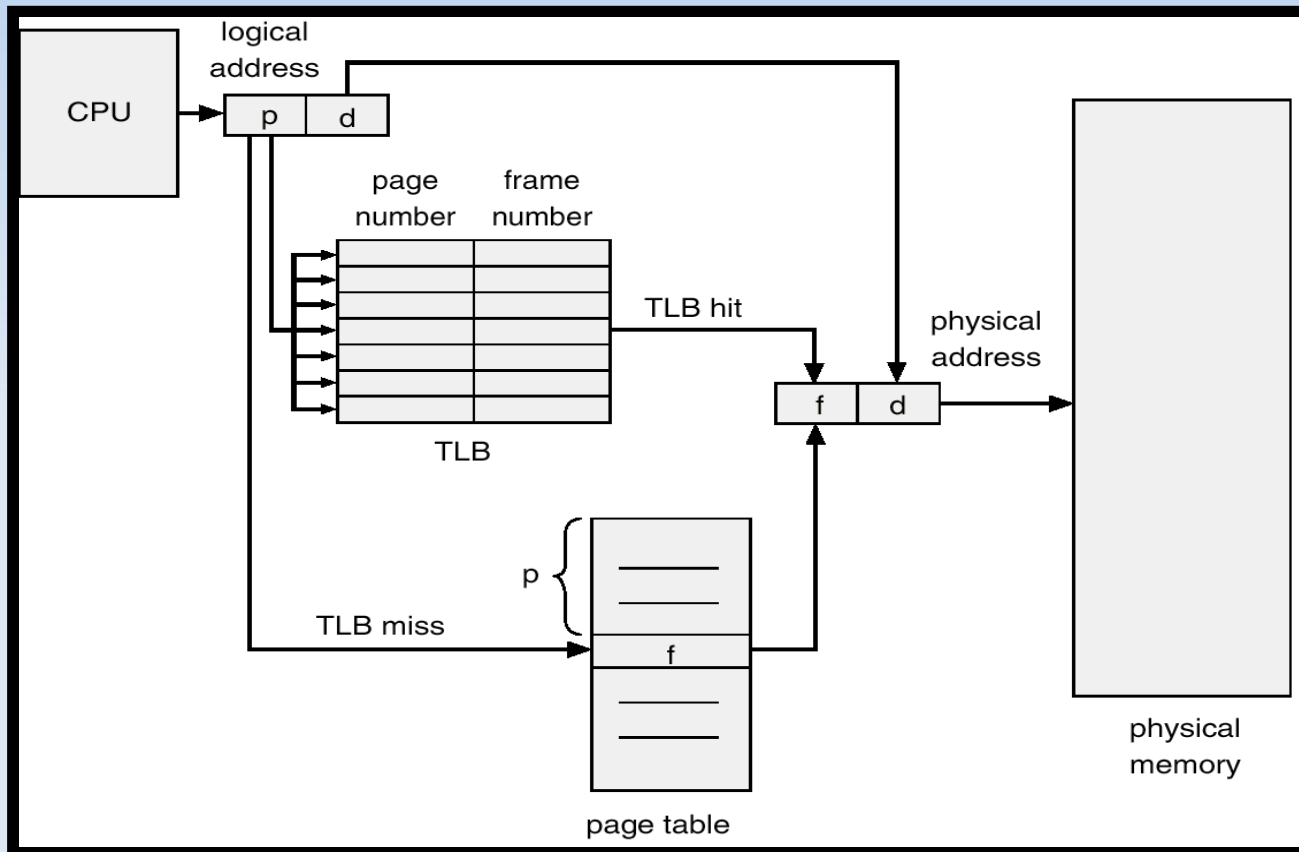 logical
address
CPU
p d
page frame
number number
TLB hit
physical
address
f d
TLB
p
TLB miss
f
physical
memory
page table